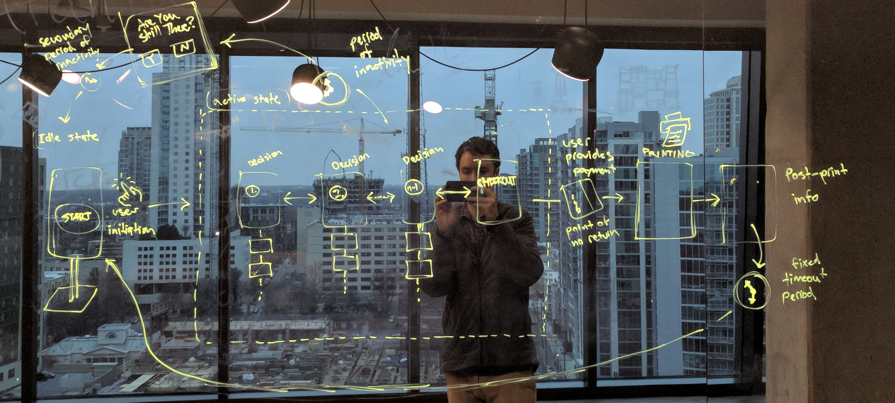 Are You
Still There?
Y N
secondary
period of
inactivity
no
period
of
inactivity
(active state)
Idle state
START
user
initiation
Decision
1
Decision
2
Decision
n-1
CHECKOUT
user
provides
payment
point of
no return
PRINTING
Post-print
info
fixed
timeout
period